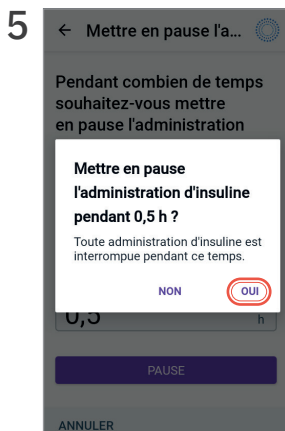 5
Mettre en pause l'a...
Pendant combien de temps
souhaitez-vous mettre
en pause l'administration
Mettre en pause
l'administration d'insuline
pendant 0,5 h ?
Toute administration d'insuline est
interrompue pendant ce temps.
NON
OUI
0,5
h
PAUSE
ANNULER